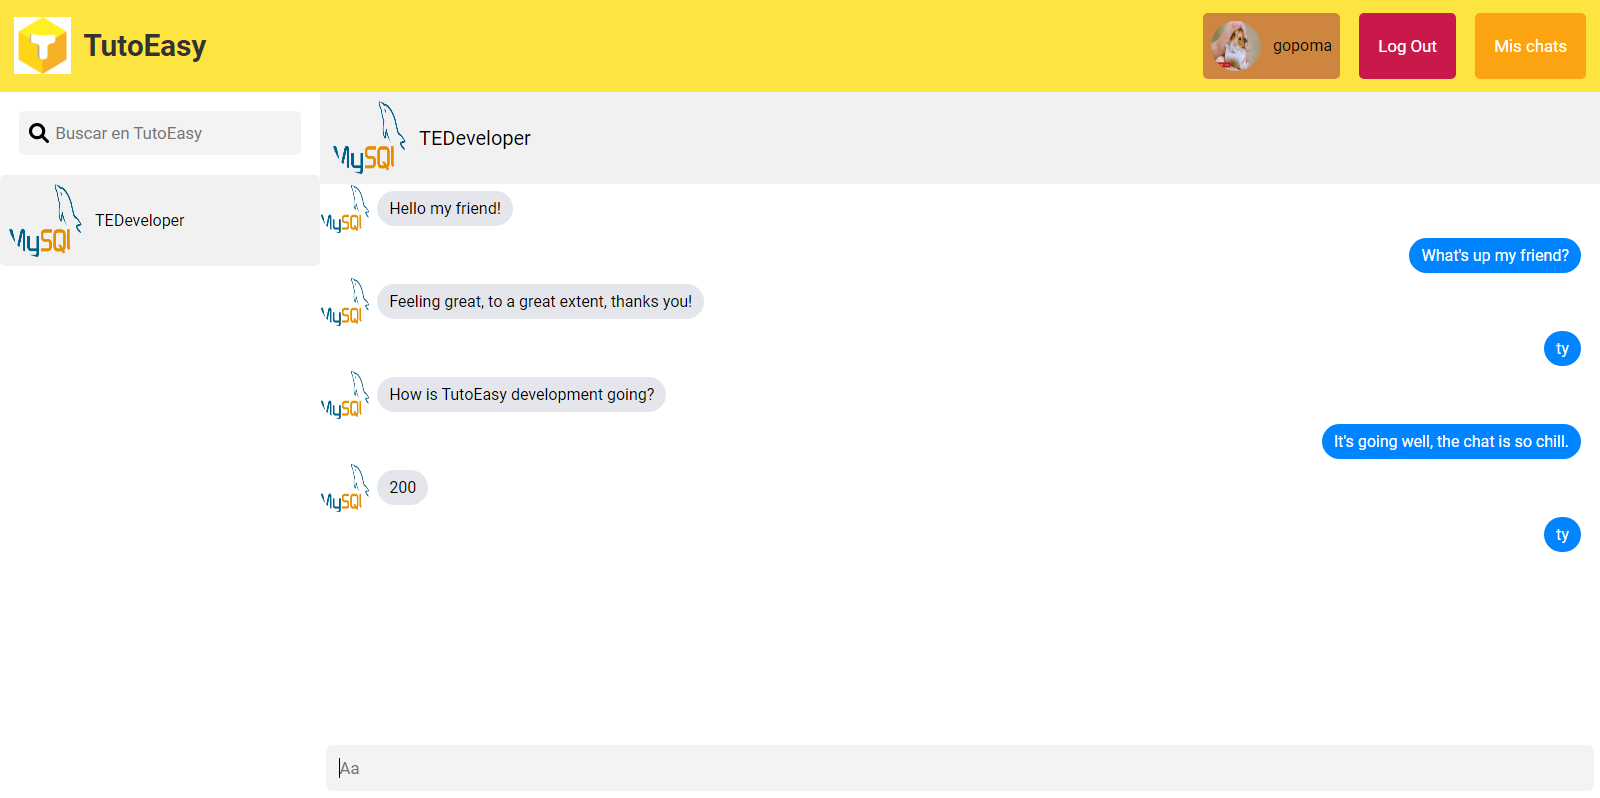 T
TutoEasy
gopoma
Log Out
Mis chats
Buscar en TutoEasy
MySQl
TEDeveloper
MySQl
TEDeveloper
MySQl
Hello my friend!
What's up my friend?
MySQl
Feeling great, to a great extent, thanks you!
ty
MySQl
How is TutoEasy development going?
It's going well, the chat is so chill.
MySQl
200
ty
Aa